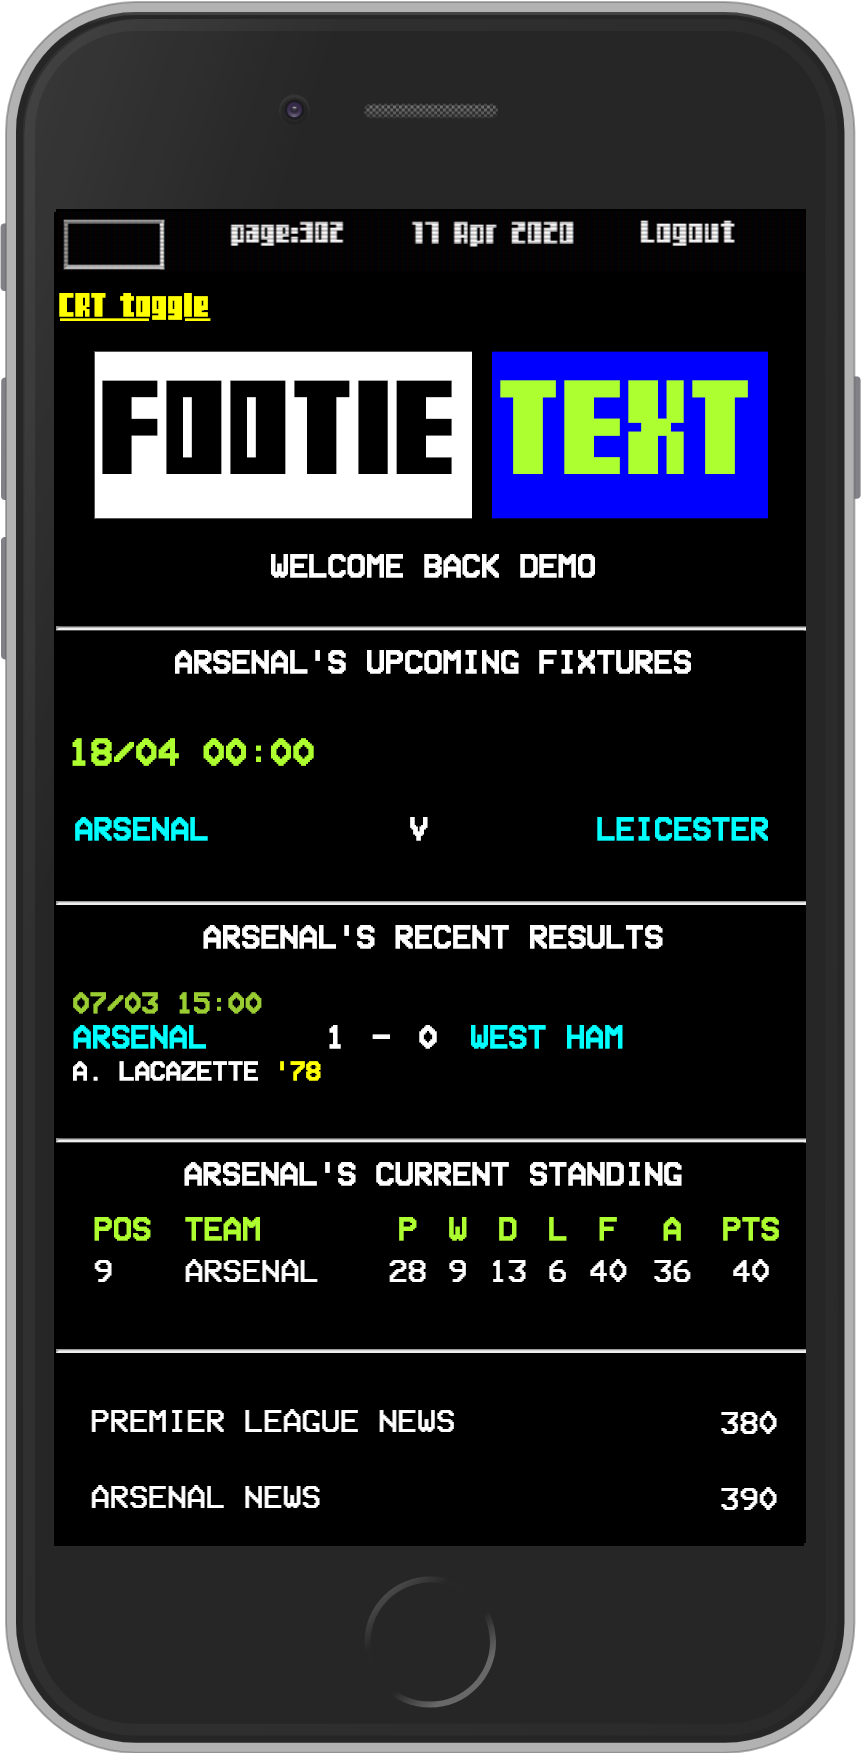 page:302 17 Apr 2020 Logout
CRT toggle
FOOTIE TEXT
WELCOME BACK DEMO
ARSENAL'S UPCOMING FIXTURES
18/04 00:00
ARSENAL V LEICESTER
ARSENAL'S RECENT RESULTS
07/03 15:00
ARSENAL 1 - 0 WEST HAM
A. LACAZETTE '78
ARSENAL'S CURRENT STANDING
POS TEAM P W D L F A PTS
9 ARSENAL 28 9 13 6 40 36 40
PREMIER LEAGUE NEWS 380
ARSENAL NEWS 390